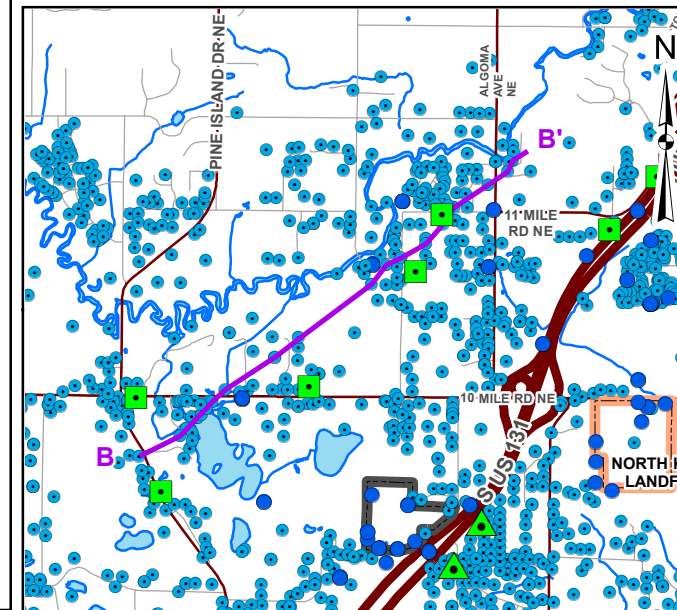 PINE ISLAND DR NE
ALGOMA
AVE
NE
N
B'
11 MILE
RD NE
10 MILE RD NE
B
S US 131
NORTH K
LANDF